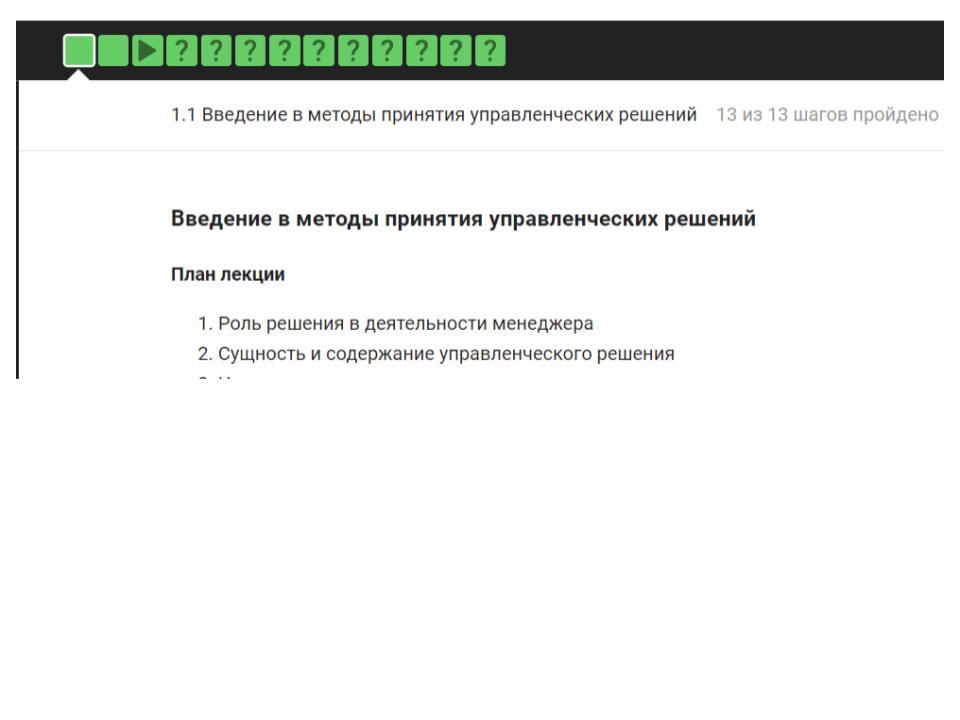 ? ? ? ? ? ? ? ? ? ?
1.1 Введение в методы принятия управленческих решений 13 из 13 шагов пройдено
Введение в методы принятия управленческих решений
План лекции
1. Роль решения в деятельности менеджера
2. Сущность и содержание управленческого решения